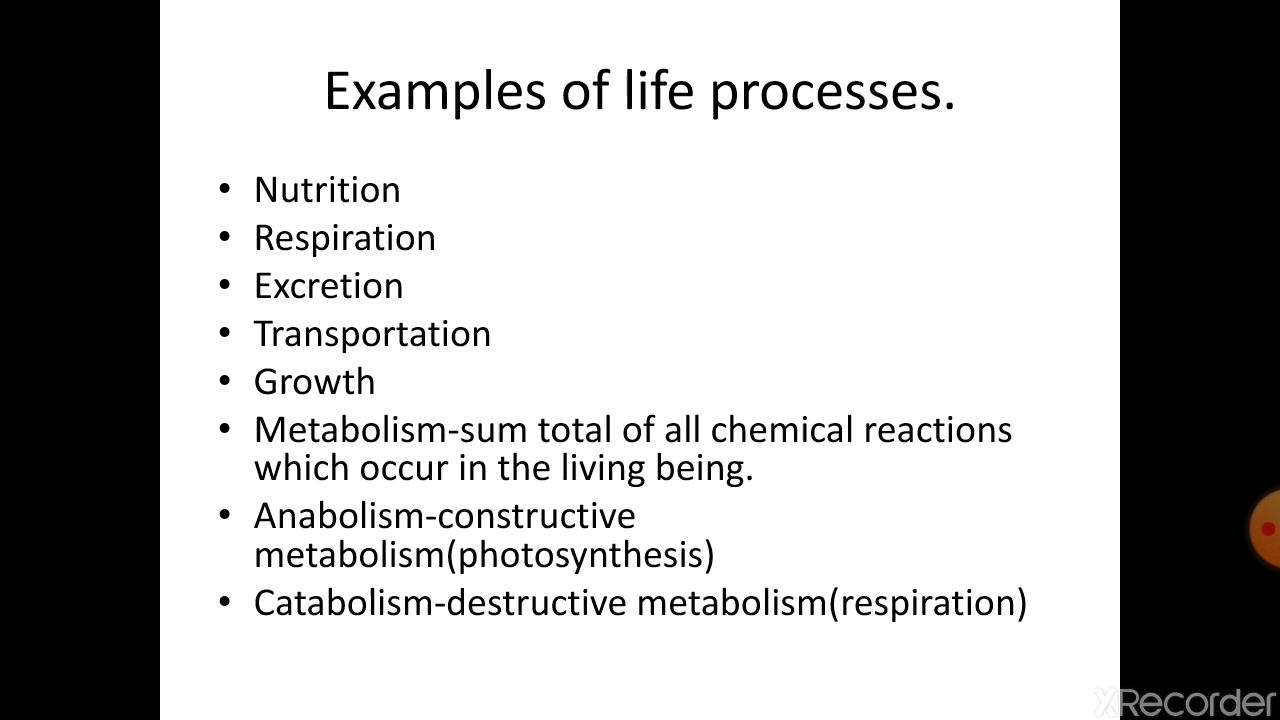 Examples of life processes.
• Nutrition
• Respiration
• Excretion
• Transportation
• Growth
• Metabolism-sum total of all chemical reactions
which occur in the living being.
• Anabolism-constructive
metabolism(photosynthesis)
• Catabolism-destructive metabolism(respiration)
XRecorder